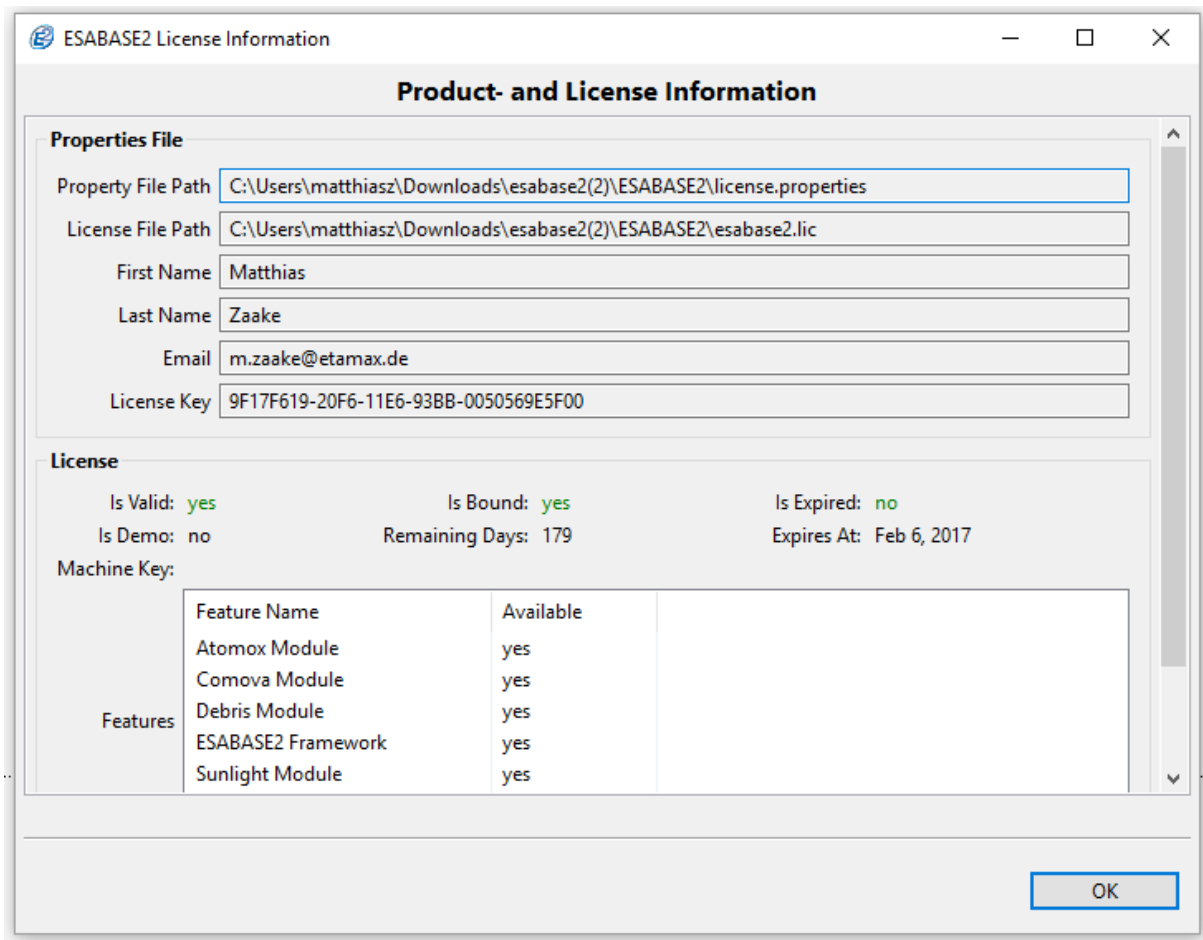 ESABASE2 License Information
Product- and License Information
Properties File
Property File Path C:\Users\matthiasz\Downloads\esabase2(2)\ESABASE2\license.properties
License File Path C:\Users\matthiasz\Downloads\esabase2(2)\ESABASE2\esabase2.lic
First Name Matthias
Last Name Zaake
Email m.zaake@etamax.de
License Key 9F17F619-20F6-11E6-93BB-0050569E5F00
License
Is Valid: yes Is Bound: yes Is Expired: no
Is Demo: no Remaining Days: 179 Expires At: Feb 6, 2017
Machine Key:
Feature Name Available
Atomox Module yes
Comova Module yes
Features Debris Module yes
ESABASE2 Framework yes
Sunlight Module yes
OK